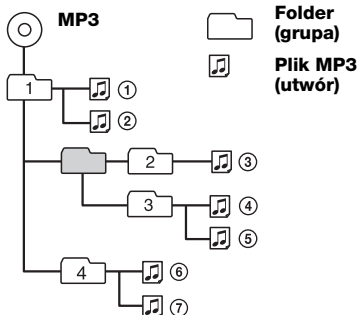 MP3
Folder
(grupa)
Plik MP3
(utwór)
1
①
②
2
③
3
④
⑤
4
⑥
⑦